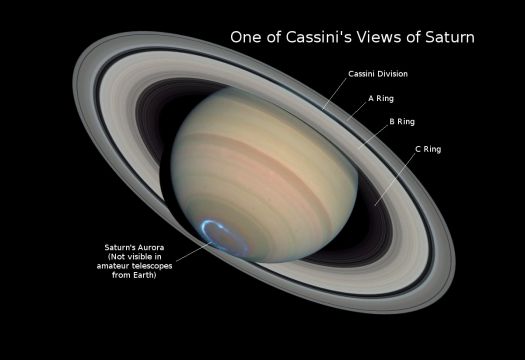 One of Cassini's Views of Saturn
Cassini Division
A Ring
B Ring
C Ring
Saturn's Aurora
(Not visible in
amateur telescopes
from Earth)